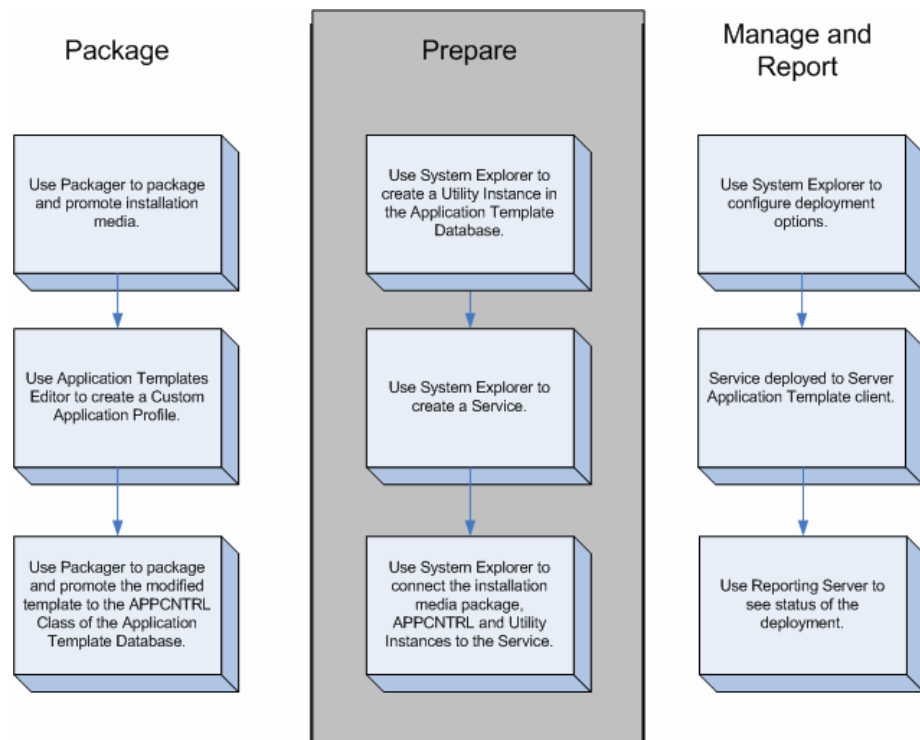 Package
Use Packager to package
and promote installation
media.
Use Application Templates
Editor to create a Custom
Application Profile.
Use Packager to package
and promote the modified
template to the APPCNTRL
Class of the Application
Template Database.
Prepare
Use System Explorer to
create a Utility Instance in
the Application Template
Database.
Use System Explorer to
create a Service.
Use System Explorer to
connect the installation
media package,
APPCNTRL and Utility
Instances to the Service.
Manage and
Report
Use System Explorer to
configure deployment
options.
Service deployed to Server
Application Template client.
Use Reporting Server to
see status of the
deployment.